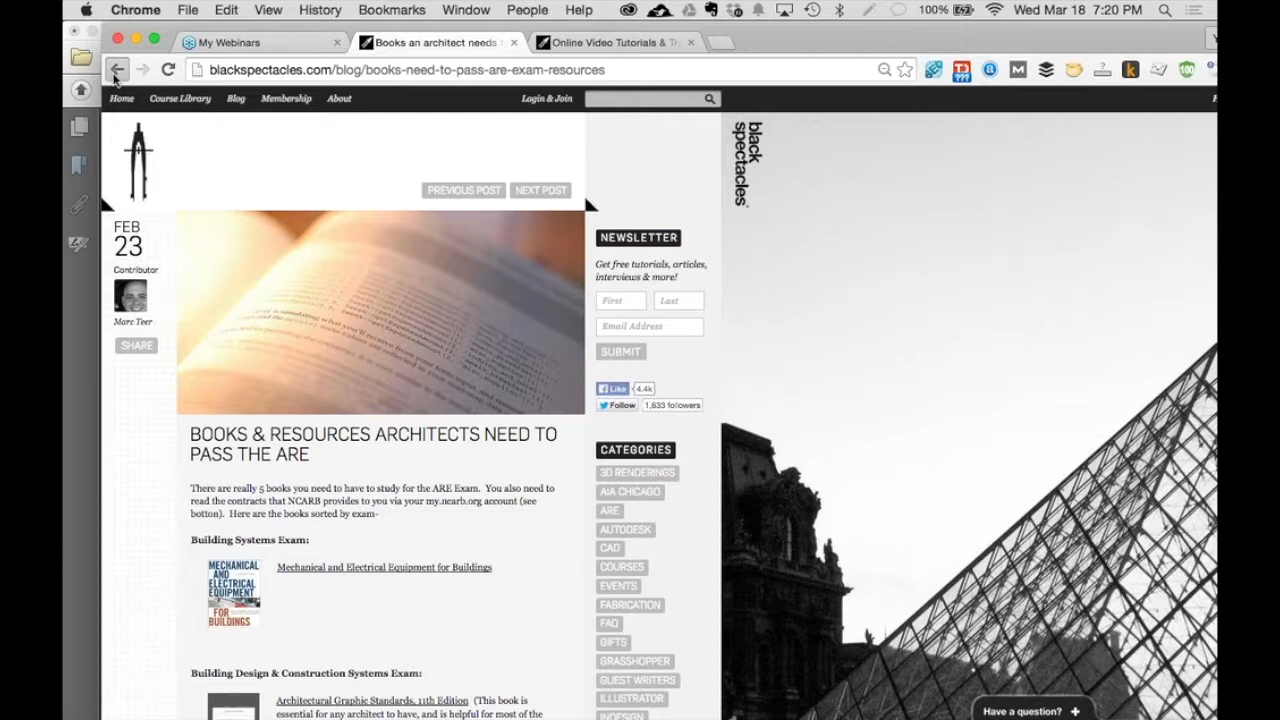 Chrome File Edit View History Bookmarks Window People Help 100% Wed Mar 18 7:20 PM
My Webinars Books an architect needs Online Video Tutorials & Tr
blackspectacles.com/blog/books-need-to-pass-are-exam-resources
Home Course Library Blog Membership About Login & Join
black
spectacles
PREVIOUS POST NEXT POST
FEB
23
Contributor
Marc Teer
SHARE
BOOKS & RESOURCES ARCHITECTS NEED TO
PASS THE ARE
There are really 5 books you need to have to study for the ARE Exam. You also need to
read the contracts that NCARB provides to you via your my.ncarb.org account (see
botton). Here are the books sorted by exam-
Building Systems Exam:
MECHANICAL
AND
ELECTRICAL
EQUIPMENT
FOR
BUILDINGS
Mechanical and Electrical Equipment for Buildings
Building Design & Construction Systems Exam:
Architectural Graphic Standards, 11th Edition (This book is
essential for any architect to have, and is helpful for most of the
NEWSLETTER
Get free tutorials, articles,
interviews & more!
First Last
Email Address
SUBMIT
Like 4.4k
Follow 1,633 followers
CATEGORIES
3D RENDERINGS
AIA CHICAGO
ARE
AUTODESK
CAD
COURSES
EVENTS
FABRICATION
FAQ
GIFTS
GRASSHOPPER
GUEST WRITERS
ILLUSTRATOR
INDESIGN
Have a question? +